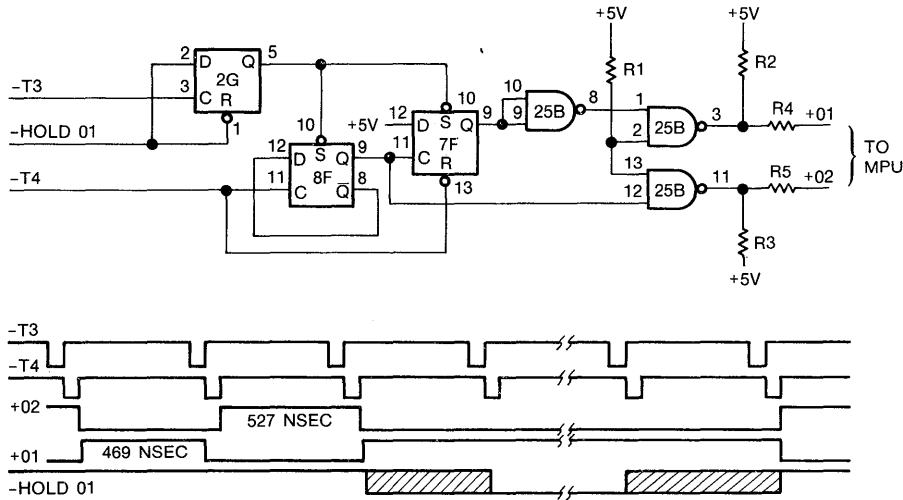 +5V
+5V
2 D Q 5
2G
-T3
3 C R
1
R1
R2
-HOLD 01
10
S
10
12
+5V
D S Q 9
7F
10
9
25B 8
1
2
25B 3
R4 +01
12 D S Q 9
8F
11 C R
13
13
12
25B 11
R5 +02
TO
MPU
-T4
11 C Q̅ 8
R3
+5V
-T3
-T4
+02
527 NSEC
+01
469 NSEC
-HOLD 01